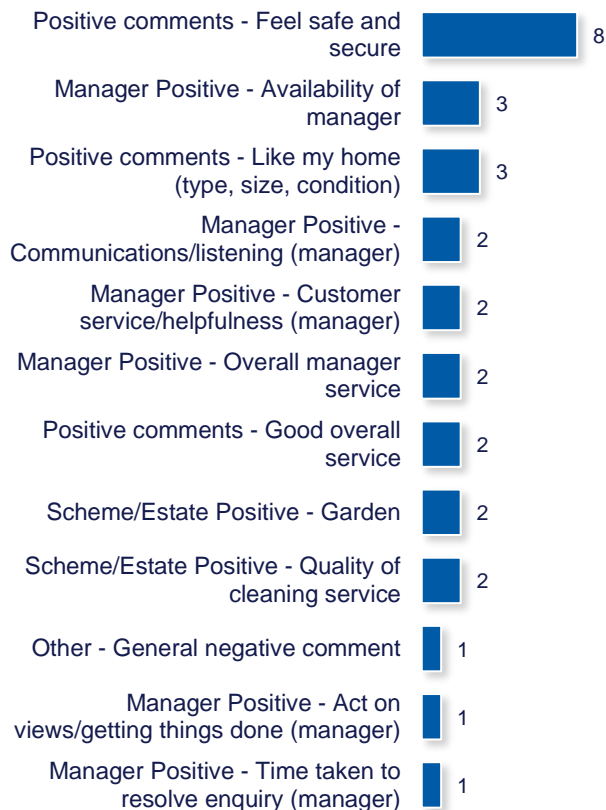 Positive comments - Feel safe and
secure
8
Manager Positive - Availability of
manager
3
Positive comments - Like my home
(type, size, condition)
3
Manager Positive -
Communications/listening (manager)
2
Manager Positive - Customer
service/helpfulness (manager)
2
Manager Positive - Overall manager
service
2
Positive comments - Good overall
service
2
Scheme/Estate Positive - Garden
2
Scheme/Estate Positive - Quality of
cleaning service
2
Other - General negative comment
1
Manager Positive - Act on
views/getting things done (manager)
1
Manager Positive - Time taken to
resolve enquiry (manager)
1